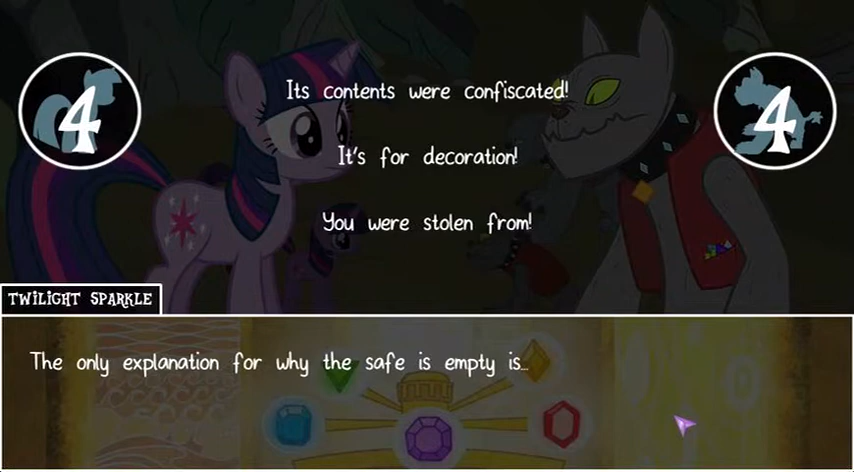 4
Its contents were confiscated!
4
It's for decoration!
You were stolen from!
TWILIGHT SPARKLE
The only explanation for why the safe is empty is...